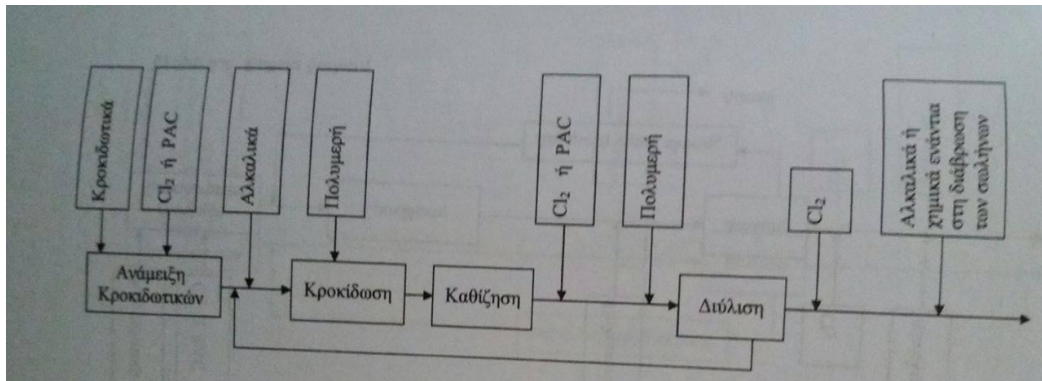 Κροκιδωτικά
Cl₂ ή PAC
Αλκαλικά
Πολυμερή
Cl₂ ή PAC
Πολυμερή
Cl₂
Αλκαλικά ή
χημικά ενάντια
στη διάβρωση
των σωλήνων
Ανάμειξη
Κροκιδωτικών
Κροκίδωση
Καθίζηση
Διύλιση